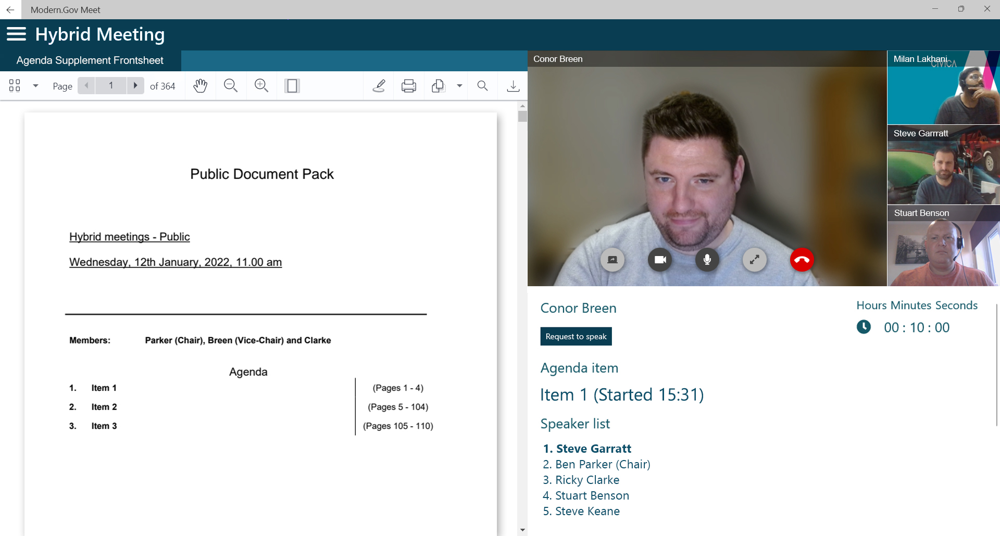 Modern.Gov Meet
Hybrid Meeting
Agenda Supplement Frontsheet
Page 1 of 364
Public Document Pack
Hybrid meetings - Public
Wednesday, 12th January, 2022, 11.00 am
Members: Parker (Chair), Breen (Vice-Chair) and Clarke
Agenda
1. Item 1 (Pages 1 - 4)
2. Item 2 (Pages 5 - 104)
3. Item 3 (Pages 105 - 110)
Conor Breen
Milan Lakhani
CIVICA
Steve Garrratt
Stuart Benson
Conor Breen
Request to speak
Hours Minutes Seconds
00 : 10 : 00
Agenda item
Item 1 (Started 15:31)
Speaker list
1. Steve Garratt
2. Ben Parker (Chair)
3. Ricky Clarke
4. Stuart Benson
5. Steve Keane